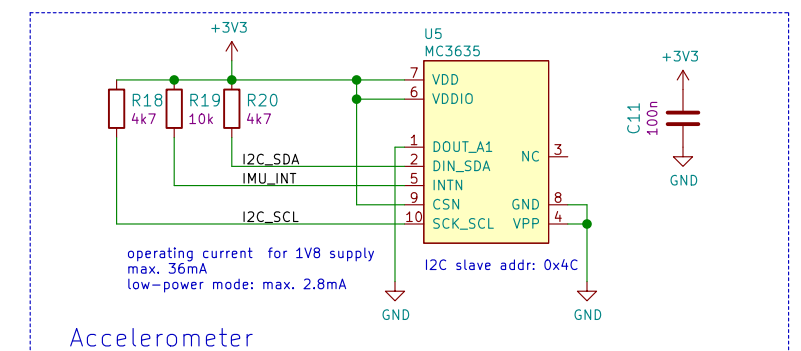 +3V3
U5
MC3635
+3V3
7
VDD
6
VDDIO
R18
4k7
R19
10k
R20
4k7
C11
100n
1
DOUT_A1
NC
3
I2C_SDA
2
DIN_SDA
IMU_INT
5
INTN
GND
9
CSN
GND
8
I2C_SCL
10
SCK_SCL
VPP
4
operating current  for 1V8 supply
max. 36mA
low-power mode: max. 2.8mA
I2C slave addr: 0x4C
GND
GND
Accelerometer